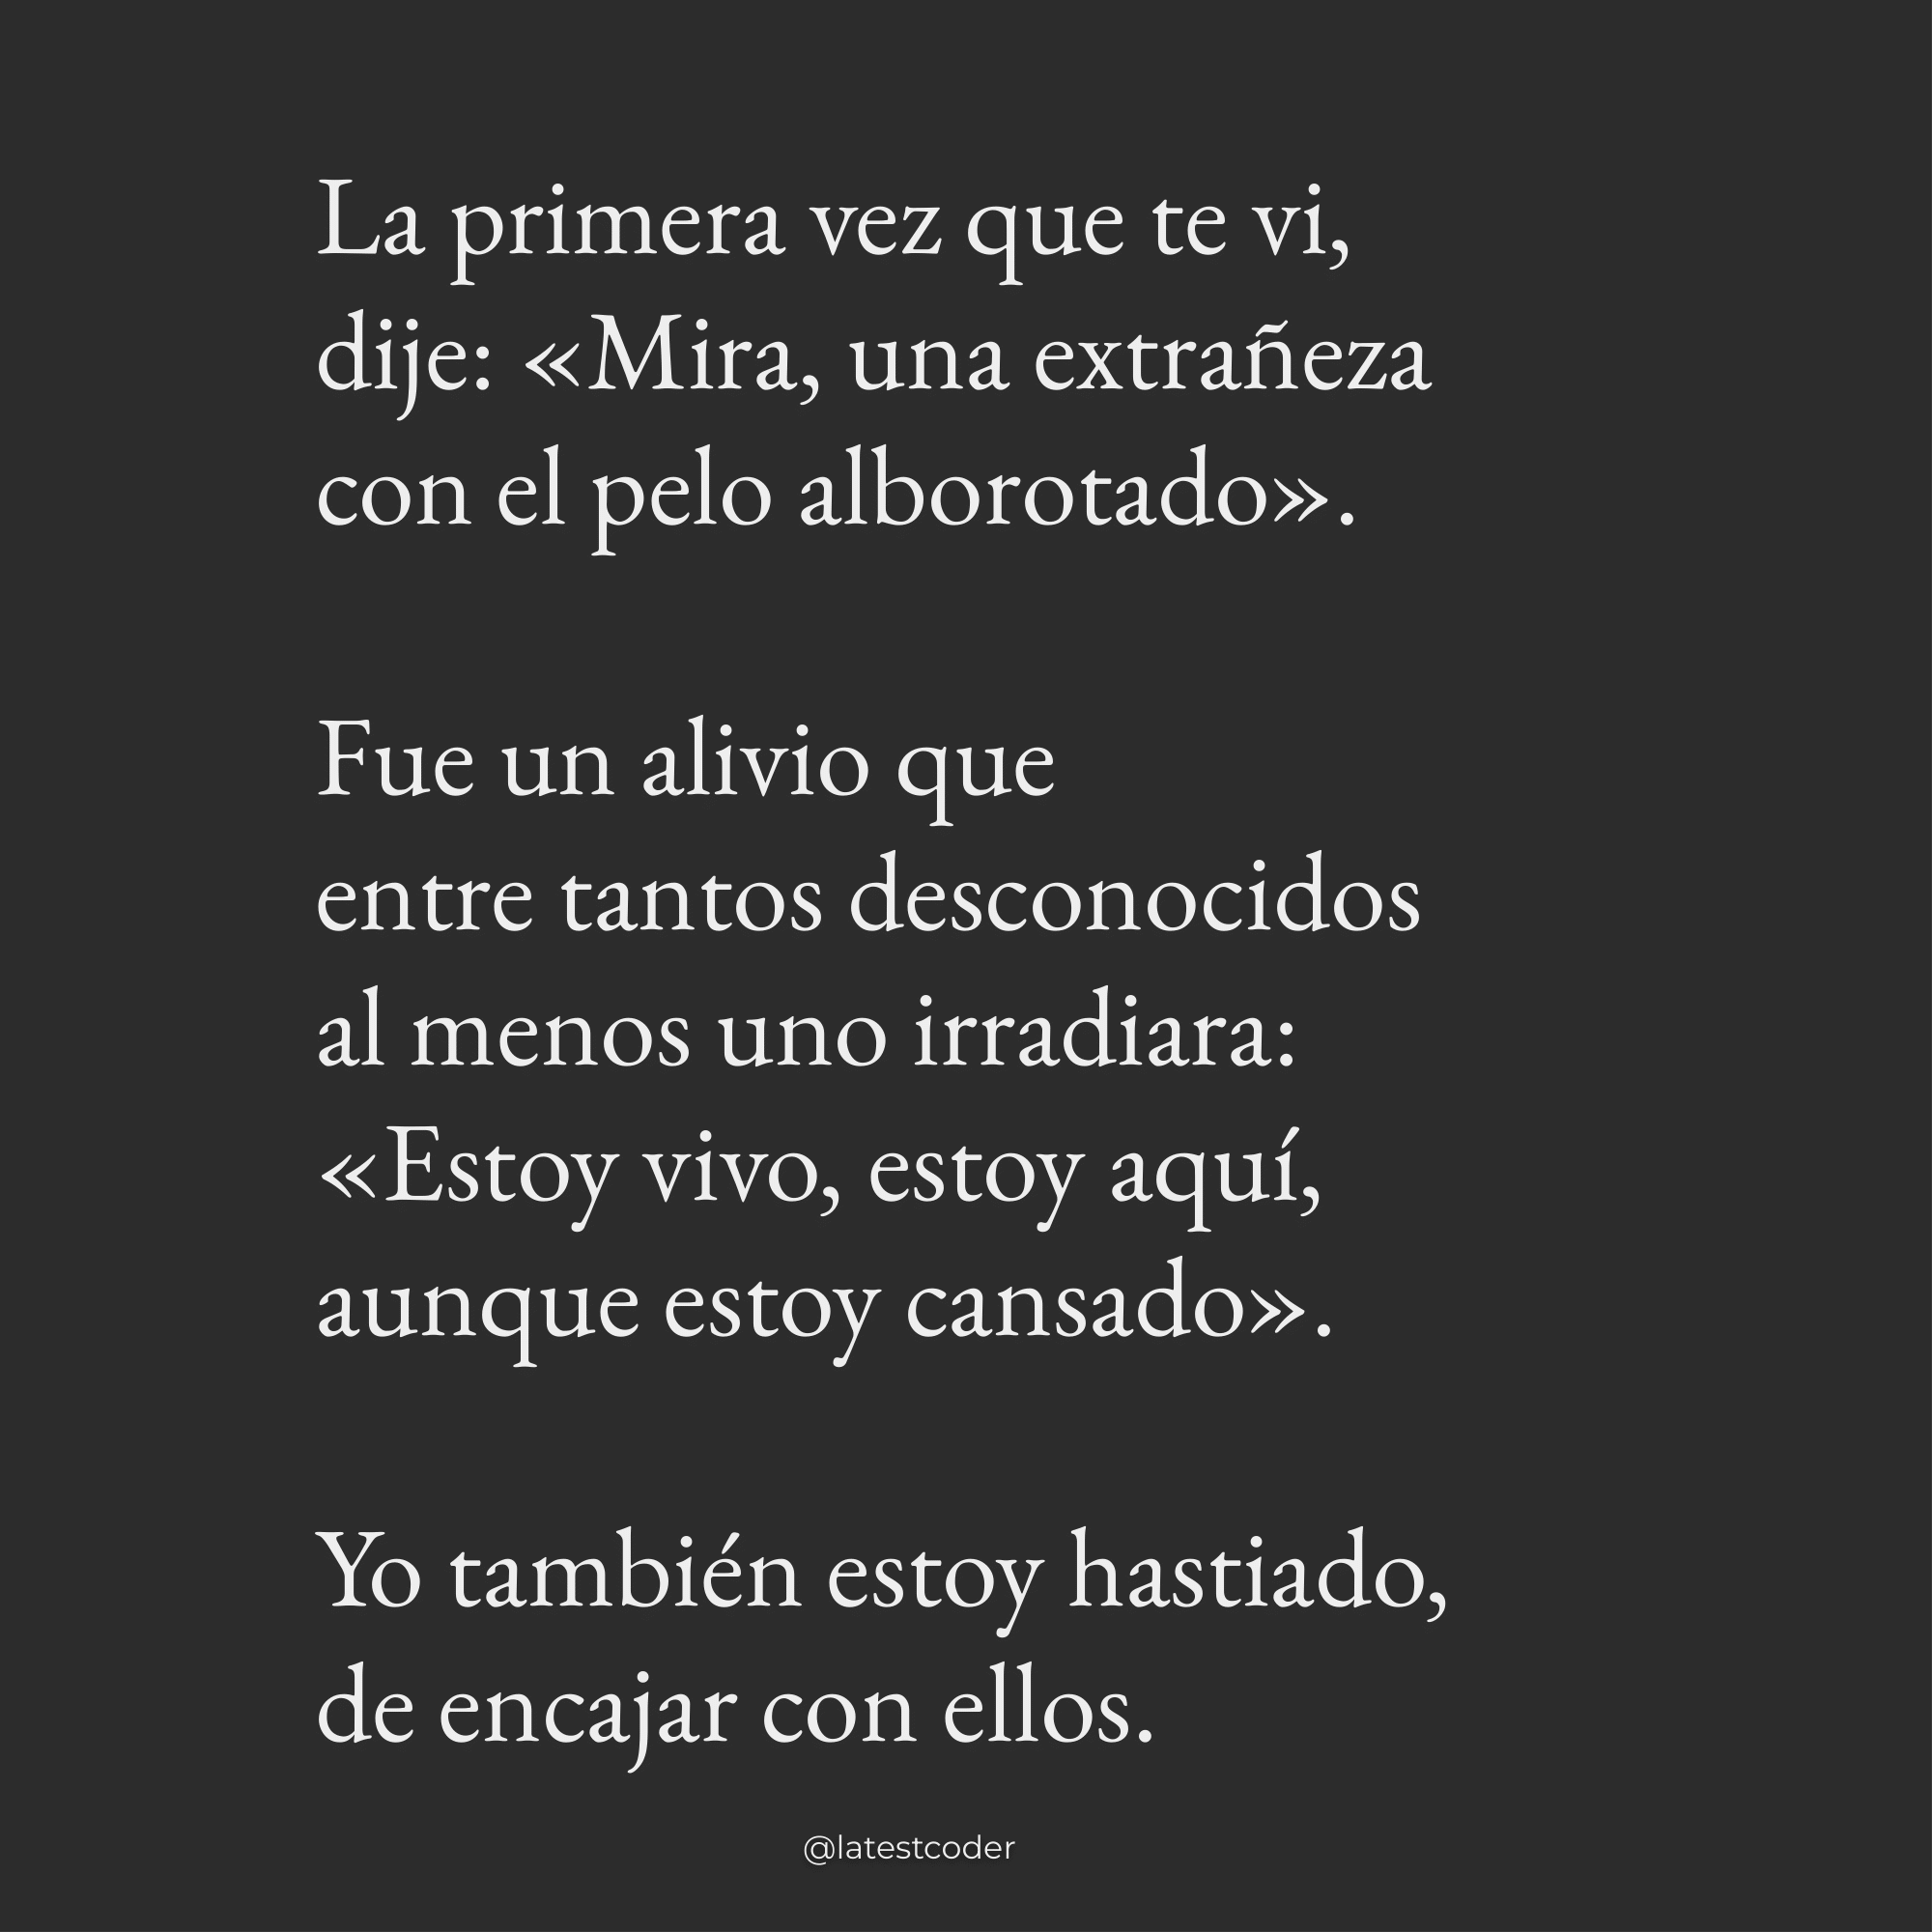 La primera vez que te vi,
dije: «Mira, una extrañeza
con el pelo alborotado».
Fue un alivio que
entre tantos desconocidos
al menos uno irradiara:
«Estoy vivo, estoy aquí,
aunque estoy cansado».
Yo también estoy hastiado,
de encajar con ellos.
@latestcoder